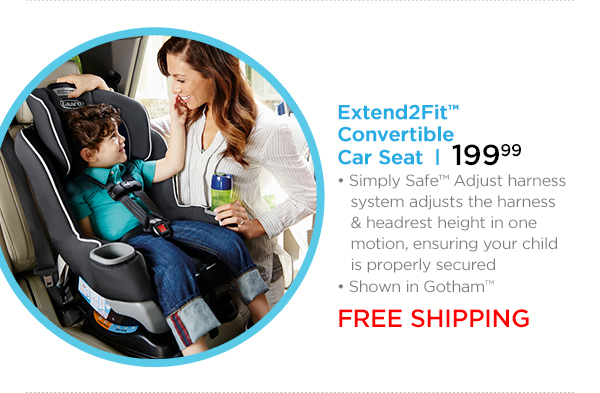 GRACO
Extend2Fit™
Convertible
Car Seat | 199⁹⁹
• Simply Safe™ Adjust harness
system adjusts the harness
& headrest height in one
motion, ensuring your child
is properly secured
• Shown in Gotham™
FREE SHIPPING